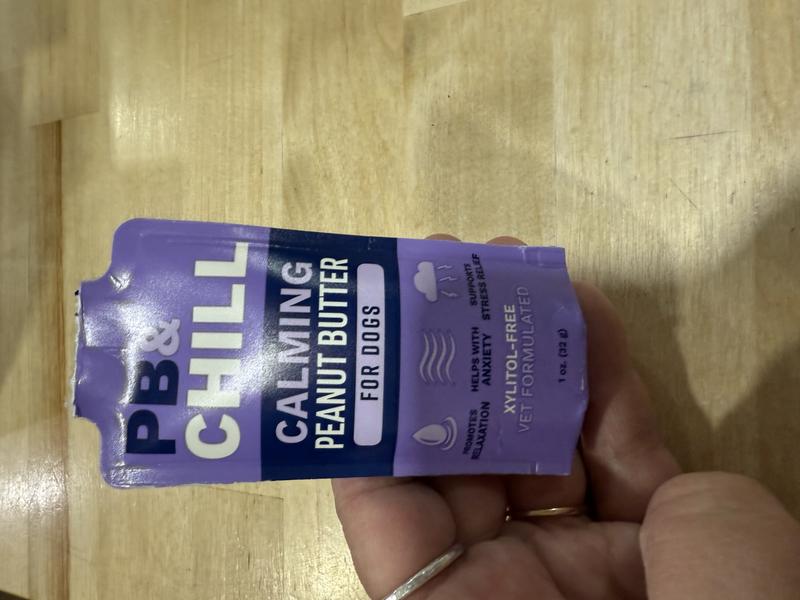 PB&
CHILL
CALMING
PEANUT BUTTER
FOR DOGS
PROMOTES
RELAXATION
HELPS WITH
ANXIETY
SUPPORTS
STRESS RELIEF
XYLITOL-FREE
VET FORMULATED
1 oz. (32 g)